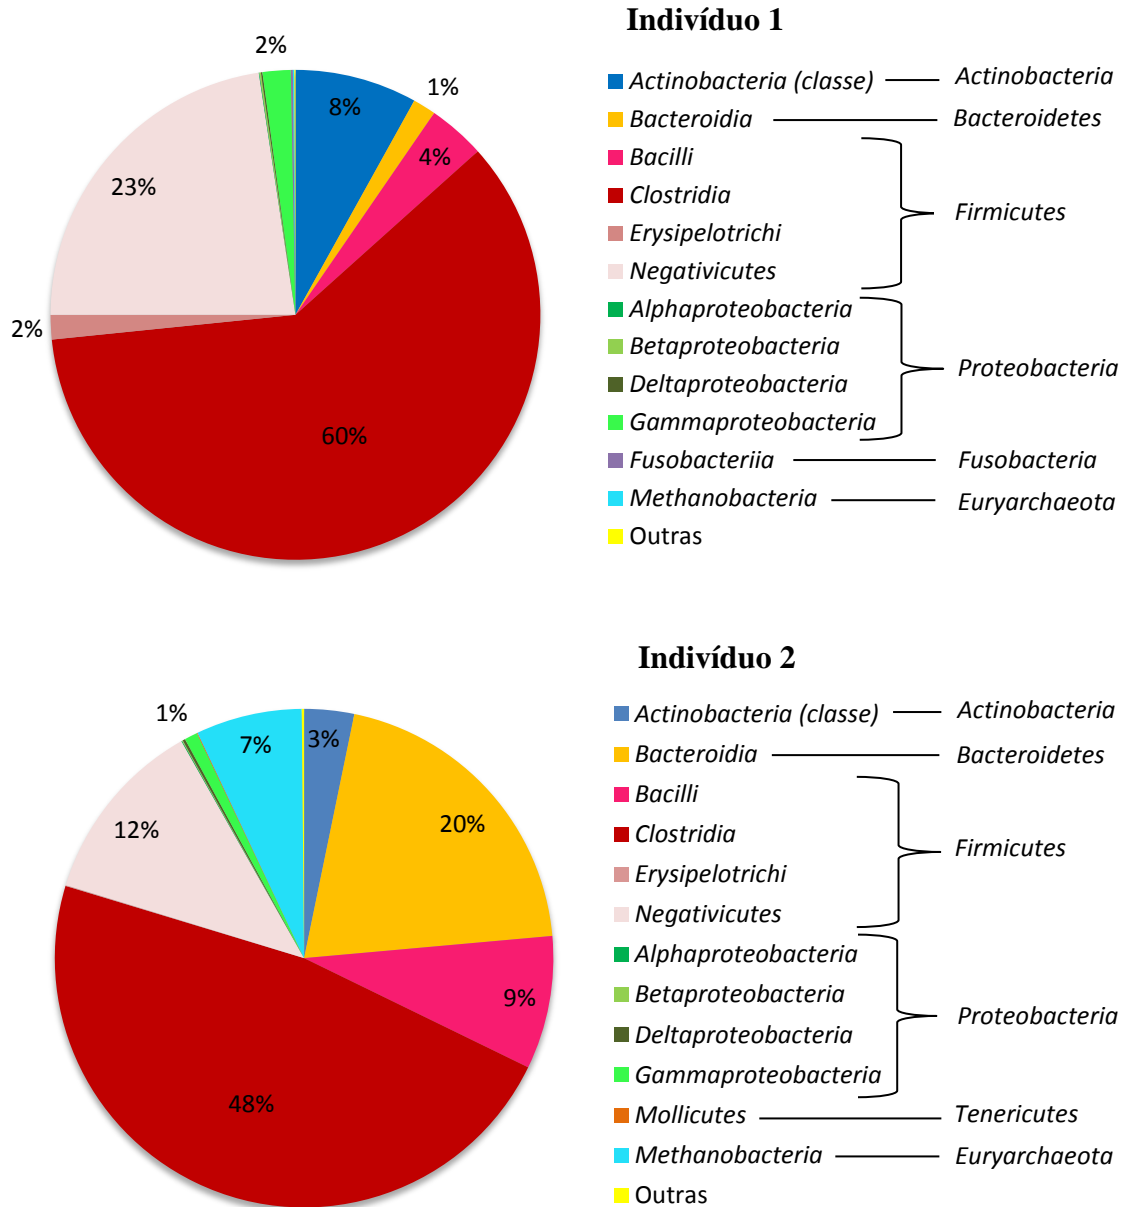 Indivíduo 1
2%
8%
1%
4%
23%
2%
60%
Actinobacteria (classe) Actinobacteria
Bacteroidia Bacteroidetes
Bacilli
Clostridia
Firmicutes
Erysipelotrichi
Negativicutes
Alphaproteobacteria
Betaproteobacteria
Proteobacteria
Deltaproteobacteria
Gammaproteobacteria
Fusobacteriia Fusobacteria
Methanobacteria Euryarchaeota
Outras
Indivíduo 2
1%
7%
3%
20%
12%
9%
48%
Actinobacteria (classe) Actinobacteria
Bacteroidia Bacteroidetes
Bacilli
Clostridia
Firmicutes
Erysipelotrichi
Negativicutes
Alphaproteobacteria
Betaproteobacteria
Proteobacteria
Deltaproteobacteria
Gammaproteobacteria
Mollicutes Tenericutes
Methanobacteria Euryarchaeota
Outras